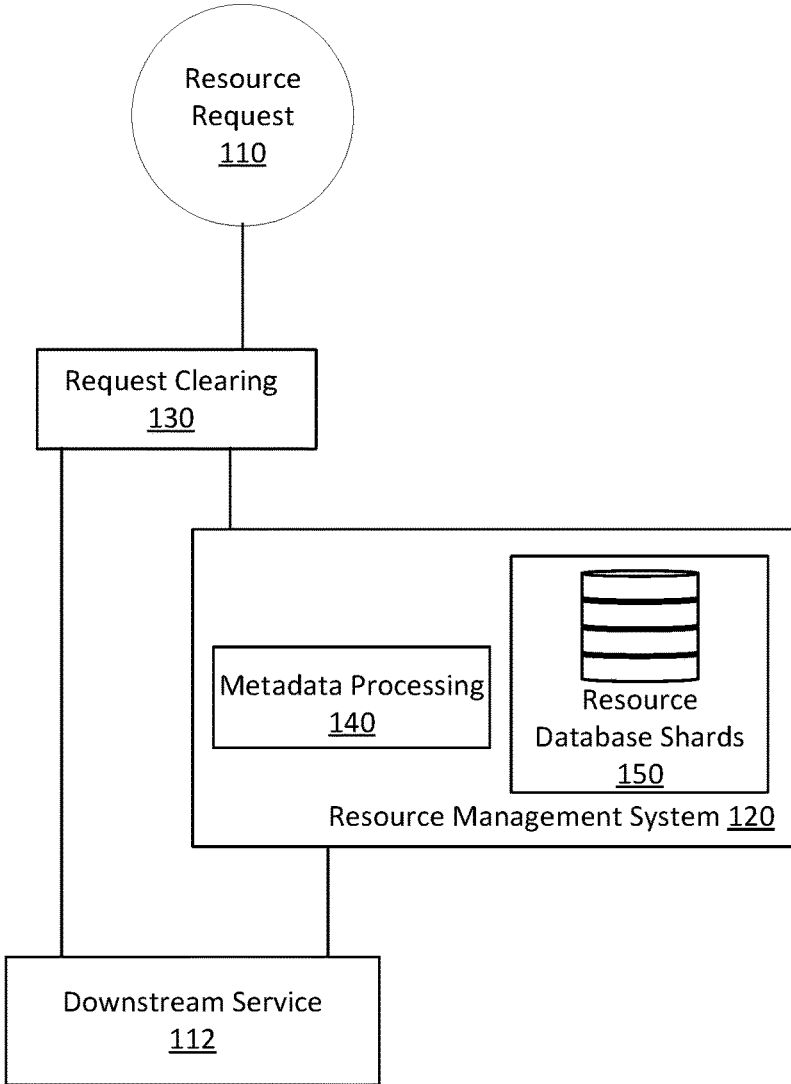 Resource
Request
110
Request Clearing
130
Metadata Processing
140
Resource
Database Shards
150
Resource Management System 120
Downstream Service
112